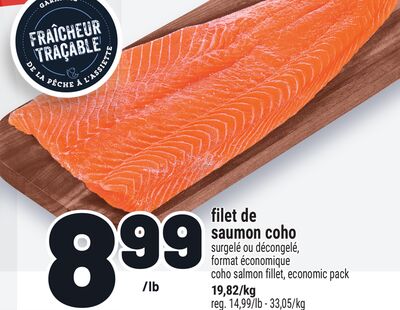 FRAÎCHEUR
TRAÇABLE
DE LA PÊCHE À L'ASSIETTE
8 99
/lb
filet de
saumon coho
surgelé ou décongelé,
format économique
coho salmon fillet, economic pack
19,82/kg
reg. 14,99/lb - 33,05/kg